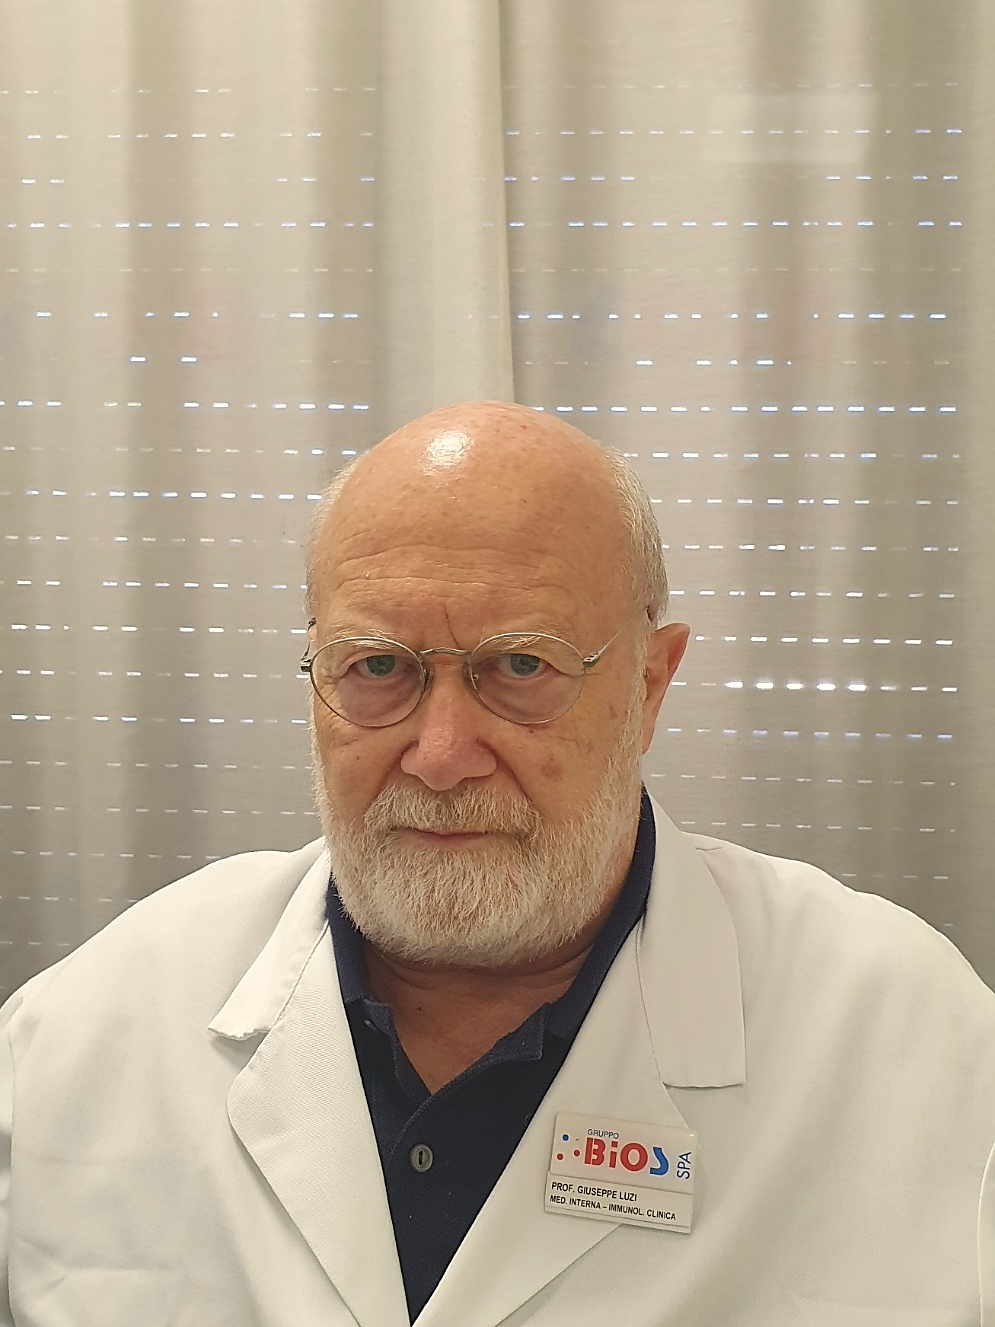 GRUPPO
BiOS
SPA
PROF. GIUSEPPE LUZI
MED. INTERNA – IMMUNOL. CLINICA